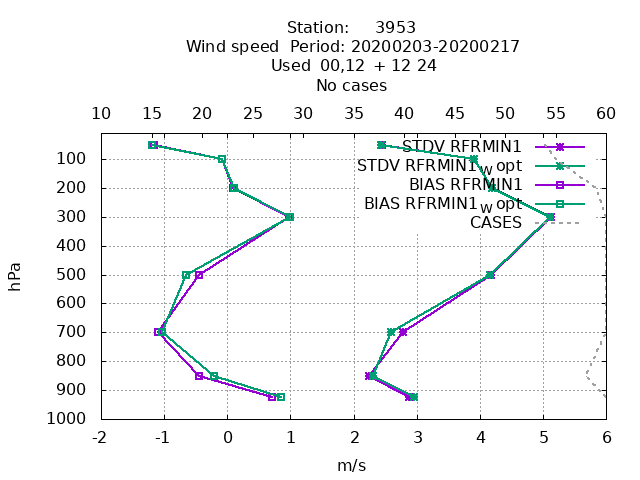 Station: 3953
Wind speed Period: 20200203-20200217
Used 00,12 + 12 24
No cases
10 15 20 25 30 35 40 45 50 55 60
STDV RFRMIN1
STDV RFRMIN1_W opt
BIAS RFRMIN1
BIAS RFRMIN1_W opt
CASES
hPa
100
200
300
400
500
600
700
800
900
1000
-2 -1 0 1 2 3 4 5 6
m/s